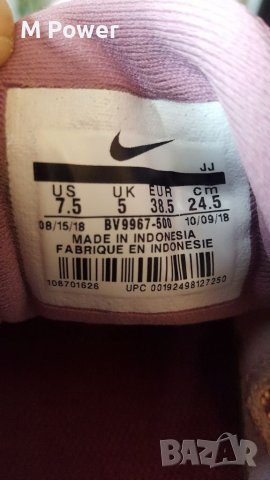 M Power
JJ
US UK EUR cm
7.5 5 38.5 24.5
08/15/18 BV9967-500 10/09/18
MADE IN INDONESIA
FABRIQUE EN INDONESIE
108701626 UPC 00192498127250
BAZAR